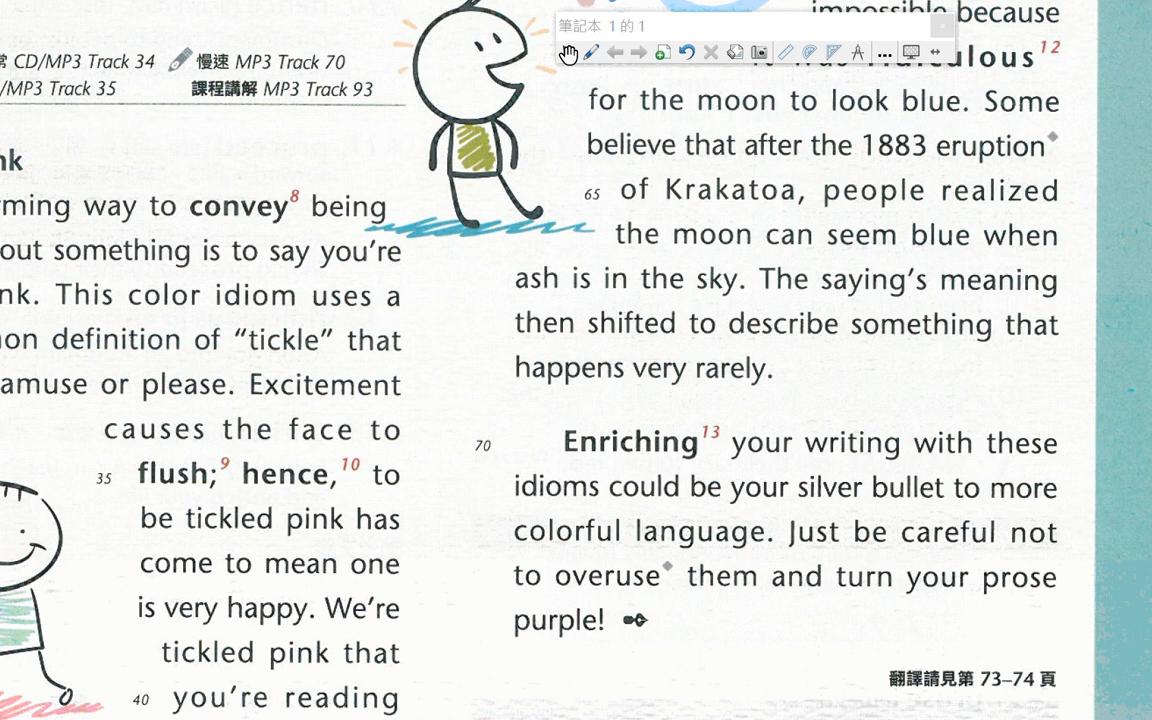 常 CD/MP3 Track 34 慢速 MP3 Track 70
/MP3 Track 35 課程講解 MP3 Track 93
nk
rming way to convey8 being
out something is to say you're
nk. This color idiom uses a
non definition of "tickle" that
amuse or please. Excitement
causes the face to
35 flush;9 hence,10 to
be tickled pink has
come to mean one
is very happy. We're
tickled pink that
40 you're reading
筆記本 1 的 1
impossible because
12
for the moon to look blue. Some
believe that after the 1883 eruption◆
65 of Krakatoa, people realized
the moon can seem blue when
ash is in the sky. The saying's meaning
then shifted to describe something that
happens very rarely.
70 Enriching13 your writing with these
idioms could be your silver bullet to more
colorful language. Just be careful not
to overuse◆ them and turn your prose
purple!
翻譯請見第 73–74 頁